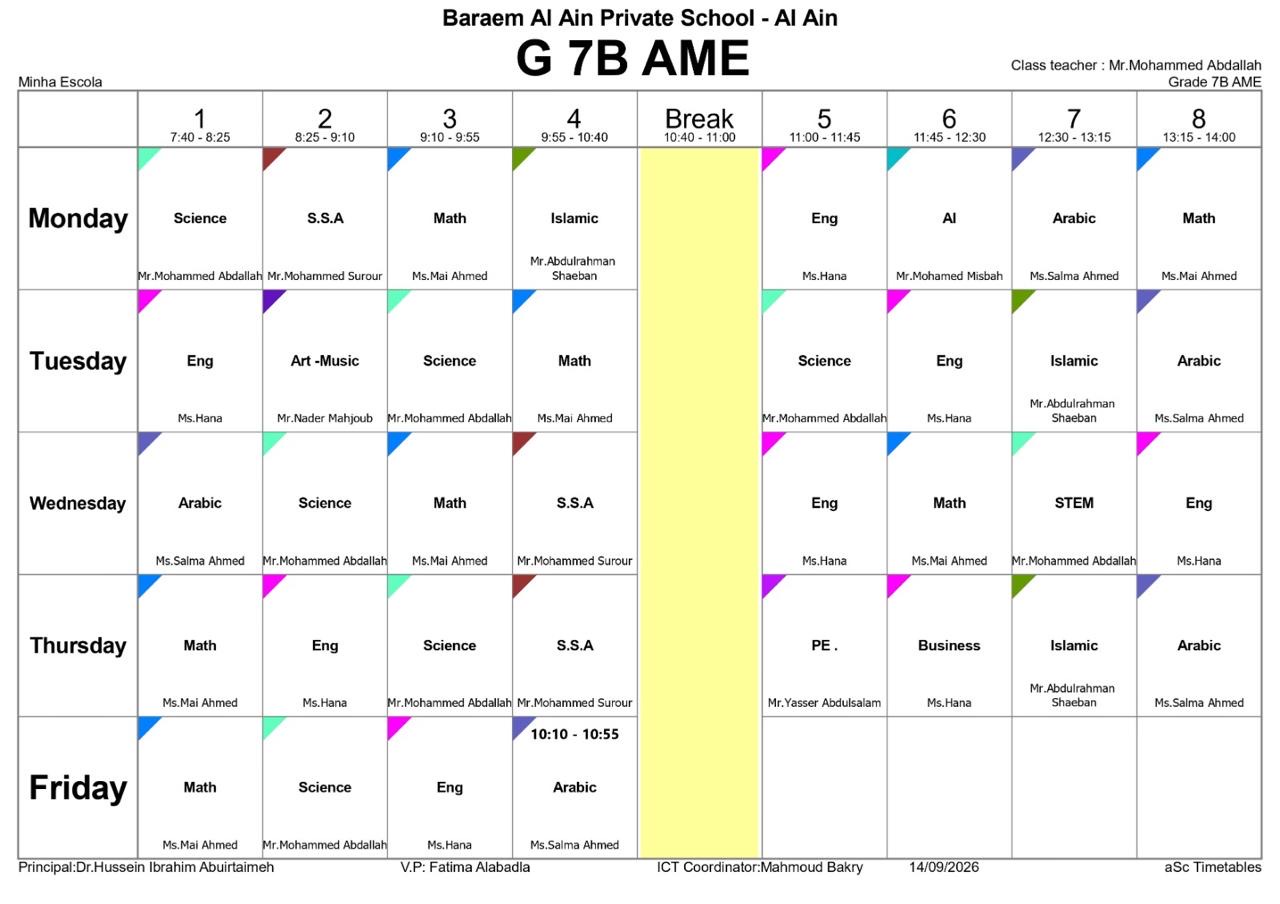 Baraem Al Ain Private School - Al Ain
G 7B AME
Minha Escola
Class teacher : Mr.Mohammed Abdallah
Grade 7B AME
1 2 3 4 Break 5 6 7 8
7:40 - 8:25 8:25 - 9:10 9:10 - 9:55 9:55 - 10:40 10:40 - 11:00 11:00 - 11:45 11:45 - 12:30 12:30 - 13:15 13:15 - 14:00
Monday Science S.S.A Math Islamic Eng AI Arabic Math
Mr.Mohammed Abdallah Mr.Mohammed Surour Ms.Mai Ahmed Mr.Abdulrahman Shaeban Ms.Hana Mr.Mohamed Misbah Ms.Salma Ahmed Ms.Mai Ahmed
Tuesday Eng Art -Music Science Math Science Eng Islamic Arabic
Ms.Hana Mr.Nader Mahjoub Mr.Mohammed Abdallah Ms.Mai Ahmed Mr.Mohammed Abdallah Ms.Hana Mr.Abdulrahman Shaeban Ms.Salma Ahmed
Wednesday Arabic Science Math S.S.A Eng Math STEM Eng
Ms.Salma Ahmed Mr.Mohammed Abdallah Ms.Mai Ahmed Mr.Mohammed Surour Ms.Hana Ms.Mai Ahmed Mr.Mohammed Abdallah Ms.Hana
Thursday Math Eng Science S.S.A PE . Business Islamic Arabic
Ms.Mai Ahmed Ms.Hana Mr.Mohammed Abdallah Mr.Mohammed Surour Mr.Yasser Abdulsalam Ms.Hana Mr.Abdulrahman Shaeban Ms.Salma Ahmed
10:10 - 10:55
Friday Math Science Eng Arabic
Ms.Mai Ahmed Mr.Mohammed Abdallah Ms.Hana Ms.Salma Ahmed
Principal:Dr.Hussein Ibrahim Abuirtaimeh V.P: Fatima Alabadla ICT Coordinator:Mahmoud Bakry 14/09/2026 aSc Timetables